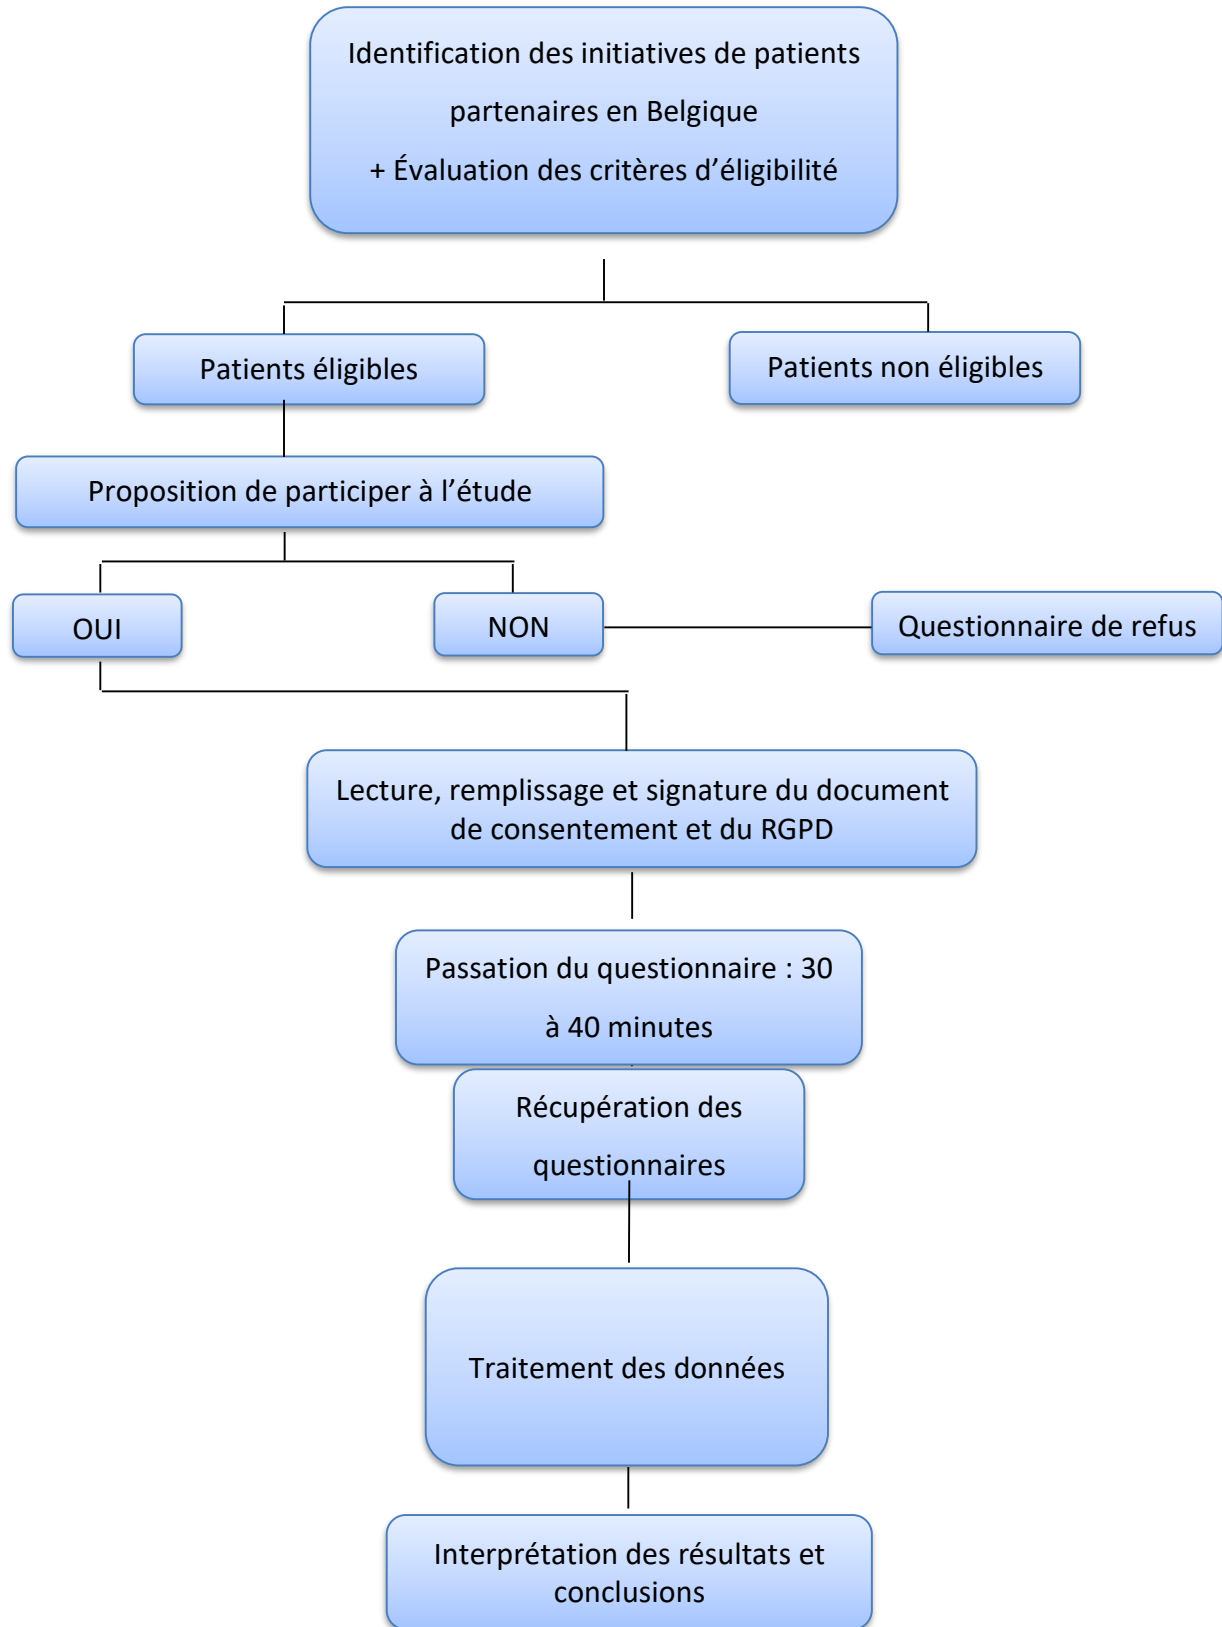 Identification des initiatives de patients
partenaires en Belgique
+ Évaluation des critères d’éligibilité
Patients éligibles
Patients non éligibles
Proposition de participer à l’étude
OUI
NON
Questionnaire de refus
Lecture, remplissage et signature du document
de consentement et du RGPD
Passation du questionnaire : 30
à 40 minutes
Récupération des
questionnaires
Traitement des données
Interprétation des résultats et
conclusions